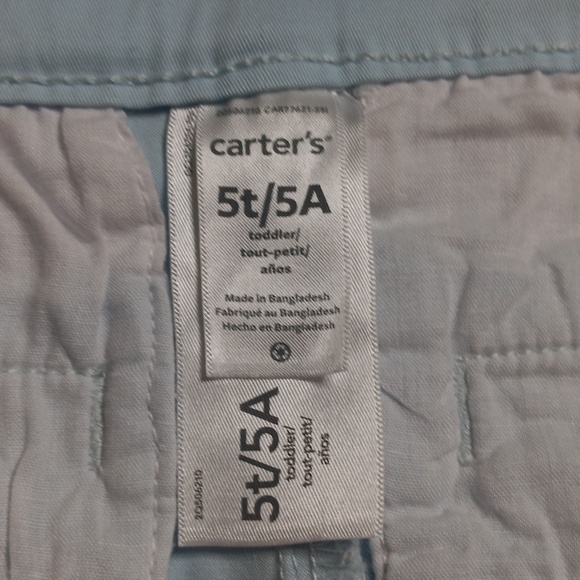 carter's
5t/5A
toddler/
tout-petit/
años
Made in Bangladesh
Fabriqué au Bangladesh
Hecho en Bangladesh
5t/5A
toddler/
tout-petit/
años
2Q506210